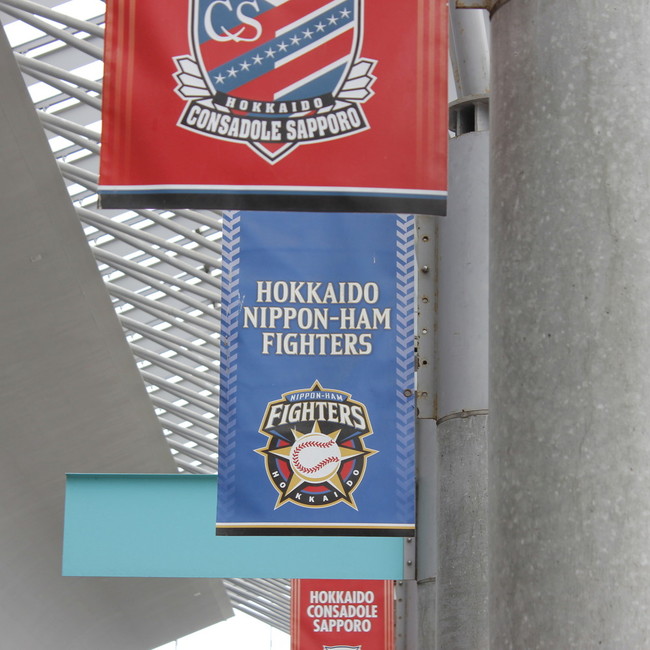 CS
HOKKAIDO
CONSADOLE SAPPORO
HOKKAIDO
NIPPON-HAM
FIGHTERS
NIPPON-HAM
FIGHTERS
HOKKAIDO
HOKKAIDO
CONSADOLE
SAPPORO